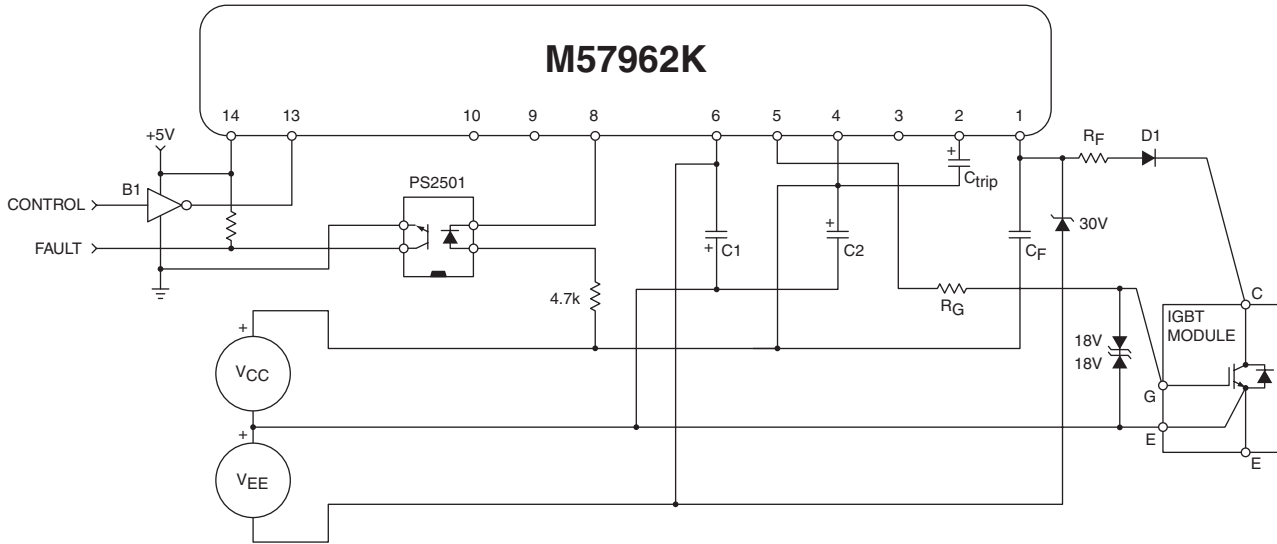 M57962K
14 13 10 9 8 6 5 4 3 2 1
+5V
B1
CONTROL
FAULT
PS2501
4.7k
+
C1
+
C2
+
Ctrip
CF
RF
D1
30V
RG
18V
18V
IGBT
MODULE
C
G
E
E
+
VCC
+
VEE